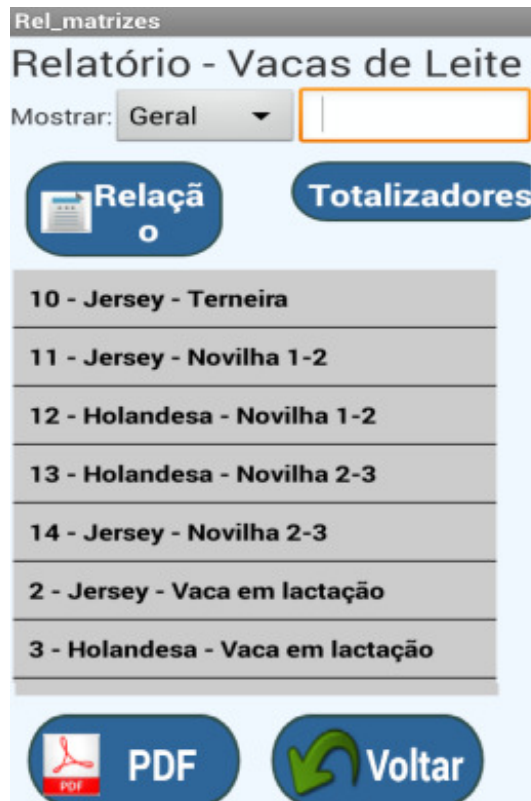 Rel_matrizes
Relatório - Vacas de Leite
Mostrar: Geral
Relaçã
o
Totalizadores
10 - Jersey - Terneira
11 - Jersey - Novilha 1-2
12 - Holandesa - Novilha 1-2
13 - Holandesa - Novilha 2-3
14 - Jersey - Novilha 2-3
2 - Jersey - Vaca em lactação
3 - Holandesa - Vaca em lactação
PDF
PDF
Voltar